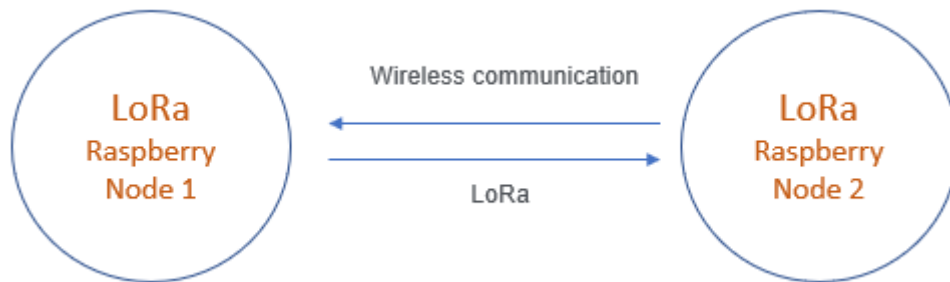 LoRa
Raspberry
Node 1
Wireless communication
LoRa
LoRa
Raspberry
Node 2